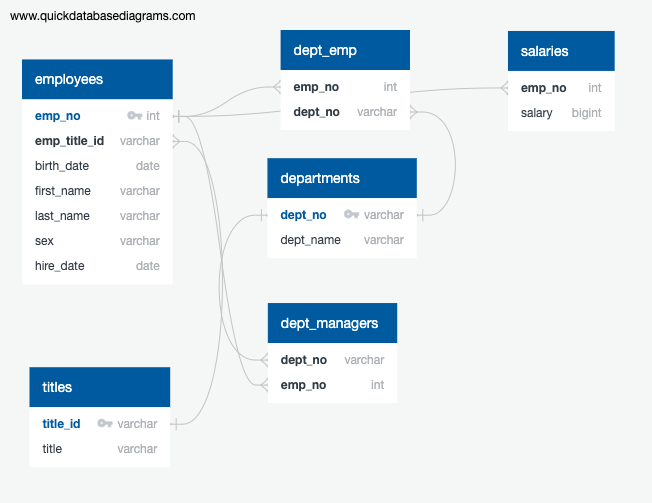 www.quickdatabasediagrams.com
employees
emp_no int
emp_title_id varchar
birth_date date
first_name varchar
last_name varchar
sex varchar
hire_date date
dept_emp
emp_no int
dept_no varchar
salaries
emp_no int
salary bigint
departments
dept_no varchar
dept_name varchar
dept_managers
dept_no varchar
emp_no int
titles
title_id varchar
title varchar